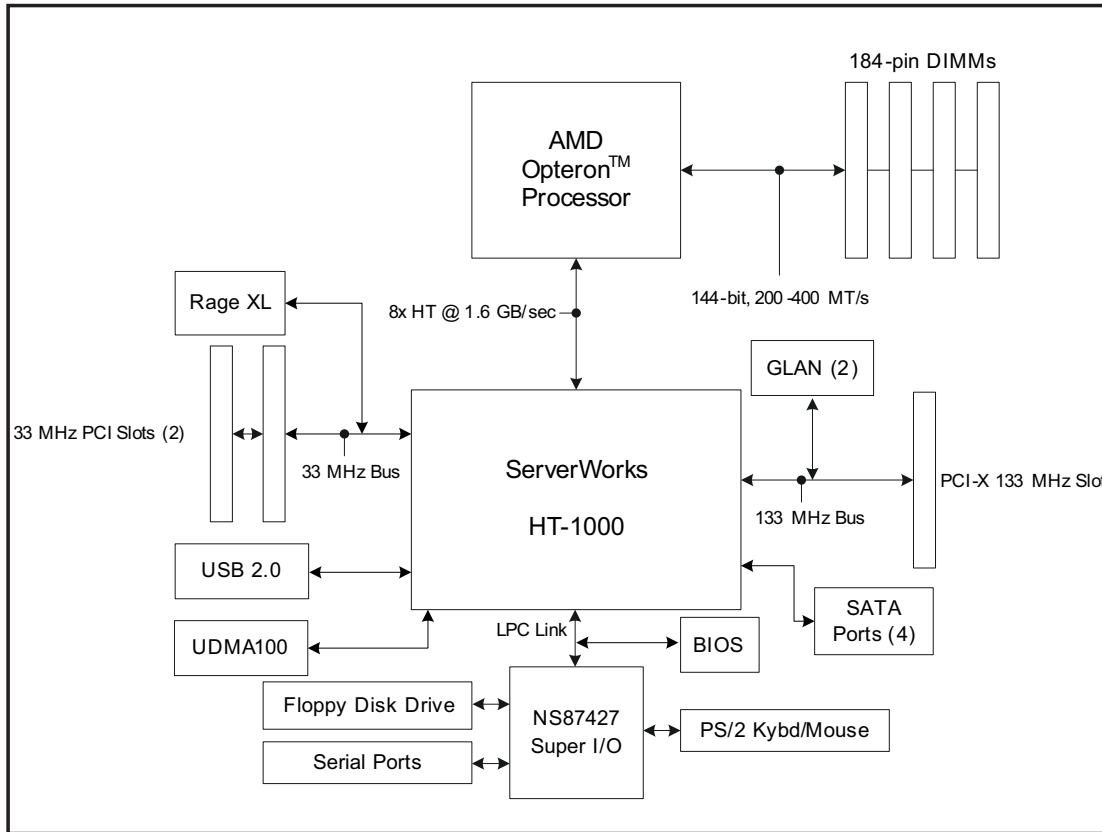 184-pin DIMMs
AMD
Opteron™
Processor
144-bit, 200-400 MT/s
8x HT @ 1.6 GB/sec
Rage XL
GLAN (2)
33 MHz PCI Slots (2)
33 MHz Bus
ServerWorks
HT-1000
133 MHz Bus
PCI-X 133 MHz Slot
USB 2.0
UDMA100
SATA
Ports (4)
LPC Link
BIOS
Floppy Disk Drive
Serial Ports
NS87427
Super I/O
PS/2 Kybd/Mouse